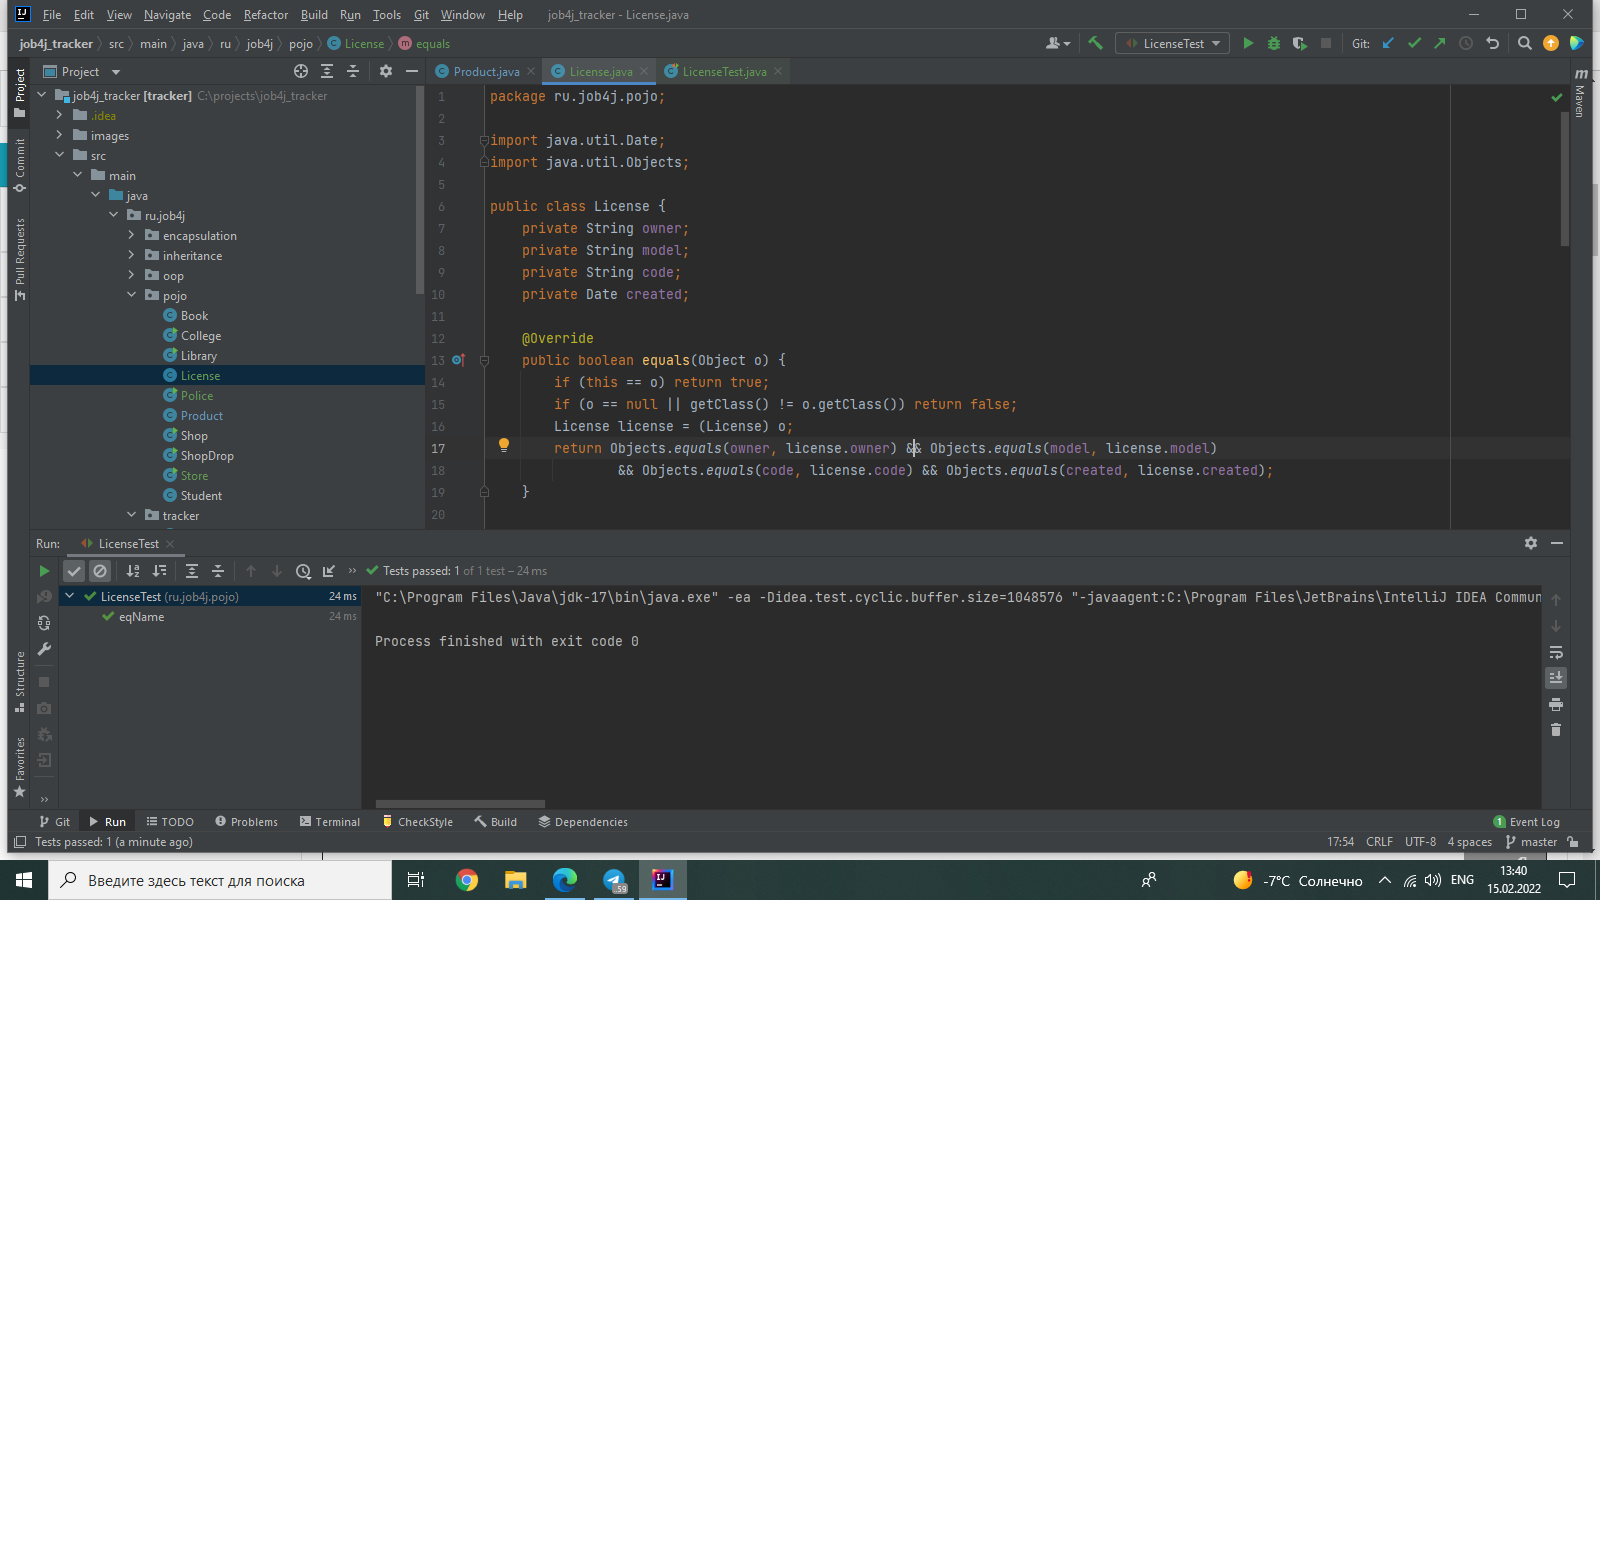 File Edit View Navigate Code Refactor Build Run Tools Git Window Help job4j_tracker - License.java
job4j_tracker src main java ru job4j pojo License equals
LicenseTest
Git:
Project
Product.java License.java LicenseTest.java
Project
Commit
Pull Requests
Structure
Favorites
Maven
job4j_tracker [tracker] C:\projects\job4j_tracker
.idea
images
src
main
java
ru.job4j
encapsulation
inheritance
oop
pojo
Book
College
Library
License
Police
Product
Shop
ShopDrop
Store
Student
tracker
1 package ru.job4j.pojo;
2
3 import java.util.Date;
4 import java.util.Objects;
5
6 public class License {
7 private String owner;
8 private String model;
9 private String code;
10 private Date created;
11
12 @Override
13 public boolean equals(Object o) {
14 if (this == o) return true;
15 if (o == null || getClass() != o.getClass()) return false;
16 License license = (License) o;
17 return Objects.equals(owner, license.owner) && Objects.equals(model, license.model)
18 && Objects.equals(code, license.code) && Objects.equals(created, license.created);
19 }
20
Run: LicenseTest
Tests passed: 1 of 1 test – 24 ms
LicenseTest (ru.job4j.pojo) 24 ms
eqName 24 ms
"C:\Program Files\Java\jdk-17\bin\java.exe" -ea -Didea.test.cyclic.buffer.size=1048576 "-javaagent:C:\Program Files\JetBrains\IntelliJ IDEA Commun
Process finished with exit code 0
Git Run TODO Problems Terminal CheckStyle Build Dependencies 1 Event Log
Tests passed: 1 (a minute ago) 17:54 CRLF UTF-8 4 spaces master
Введите здесь текст для поиска
59
-7°C Солнечно
ENG
13:40
15.02.2022